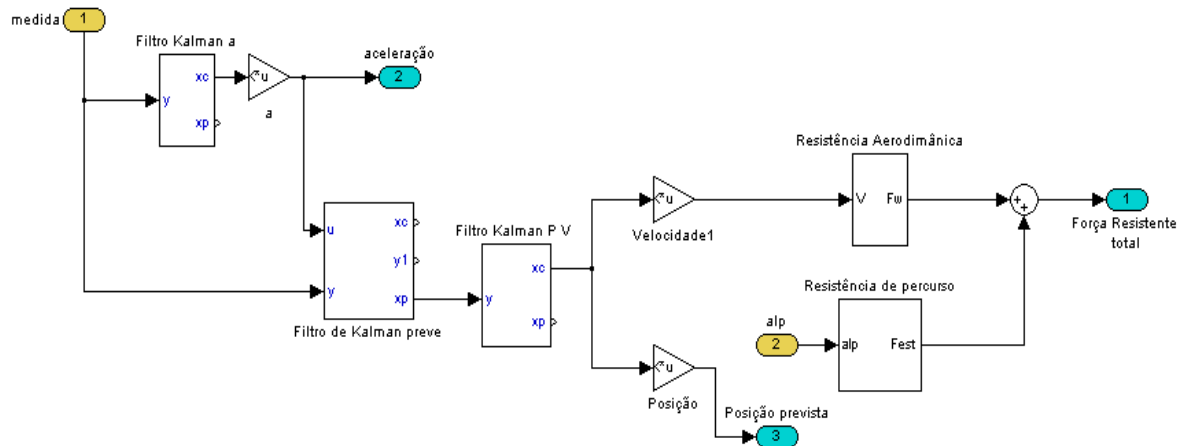 medida
1
Filtro Kalman a
y
xc
xp
u
a
aceleração
2
u
y
xc
y1
xp
Filtro de Kalman preve
Filtro Kalman P V
y
xc
xp
u
Velocidade1
Resistência Aerodimânica
V
Fw
+
+
1
Força Resistente
total
Resistência de percurso
alp
2
alp
Fest
u
Posição
Posição prevista
3